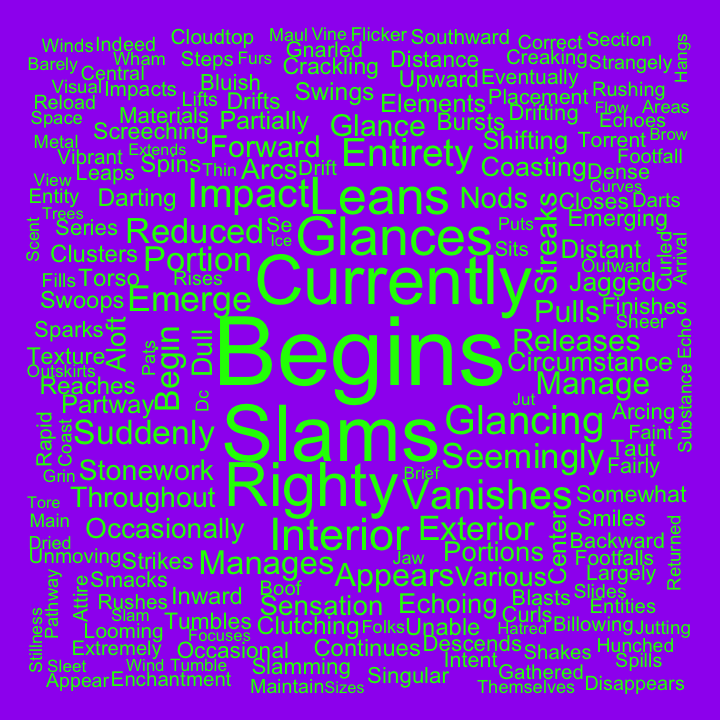 Cloudtop Maul Vine Flicker Southward Correct Section
Winds Indeed Gnarled Hangs
Barely Wham Steps Furs Crackling Distance Creaking Strangely
Central Bluish Swings Upward Eventually Rushing
Visual Impacts Lifts Drifts Elements Placement Flow Areas
Reload Materials Partially Glance Bursts Drifting Echoes
Space Screeching Forward Entirety Shifting Torrent Brow
Metal Vibrant Extends Arcs Drift Coasting Dense Footfall
View Leaps Spins Thin Impact Leans Nods Curves
Entity Darting Closes Darts
Trees Series Reduced Se Glances Puts Streaks Emerging
Scent Clusters Portion Ice Sits Distant Curled Arrival
Fills Torso Rises Currently Outward
Swoops Emerge Jagged
Sparks Aloft Pulls Finishes
Texture Pats Begin Dull Begins Releases Sheer Echo
Outskirts Circumstance
Reaches Dc Manage Substance
Partway Jut Arcing
Rapid Coast Suddenly Slams Glancing Faint
Grin Stonework Righty Brief Seemingly Taut Fairly
Tore Throughout Vanishes Somewhat
Main Occasionally Interior Exterior Center Smiles
Dried Backward Returned
Unmoving Strikes Manages Jaw Portions Footfalls
Pathway Attire Smacks Boof Appears Various Largely
Rushes Inward Sensation Echoing Blasts Slides
Slam Tumbles Clutching Folks Unable Curls Entities
Stillness Looming Focuses Hatred Billowing Jutting
Extremely Occasional Continues Descends Shakes Hunched
Sleet Wind Tumble Slamming Intent Gathered Spills
Appear Enchantment Maintain Sizes Singular Themselves Disappears